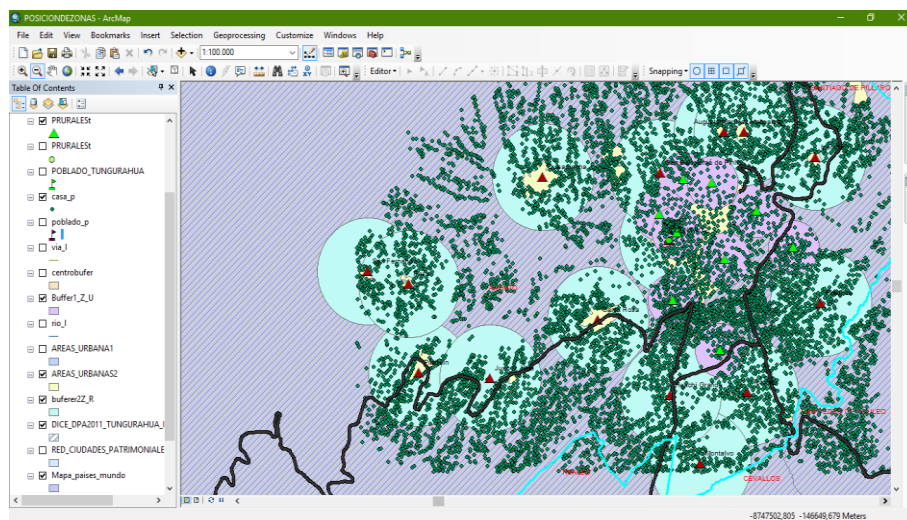 POSICIONDEZONAS - ArcMap
File Edit View Bookmarks Insert Selection Geoprocessing Customize Windows Help
1:100.000
Editor
Snapping
Table Of Contents
PRURALESt
PRURALESt
POBLADO_TUNGURAHUA
casa_p
poblado_p
via_l
centrobufer
Buffer1_Z_U
rio_l
AREAS_URBANA1
AREAS_URBANAS2
buferer2Z_R
DICE_DPA2011_TUNGURAHUA_
RED_CIUDADES_PATRIMONIALE
Mapa_paises_mundo
CEVALLOS
-8747502,805 -146649,679 Meters